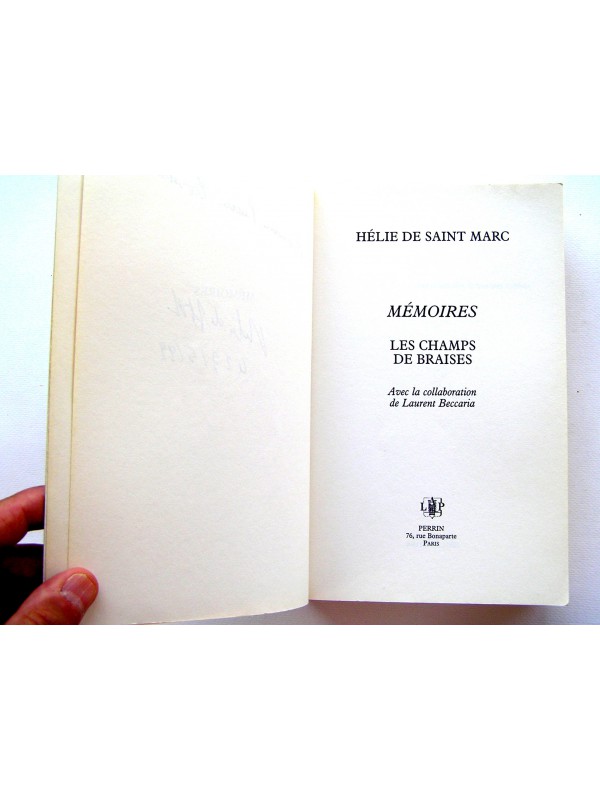 HÉLIE DE SAINT MARC
MÉMOIRES
LES CHAMPS
DE BRAISES
Avec la collaboration
de Laurent Beccaria
PERRIN
76, rue Bonaparte
PARIS